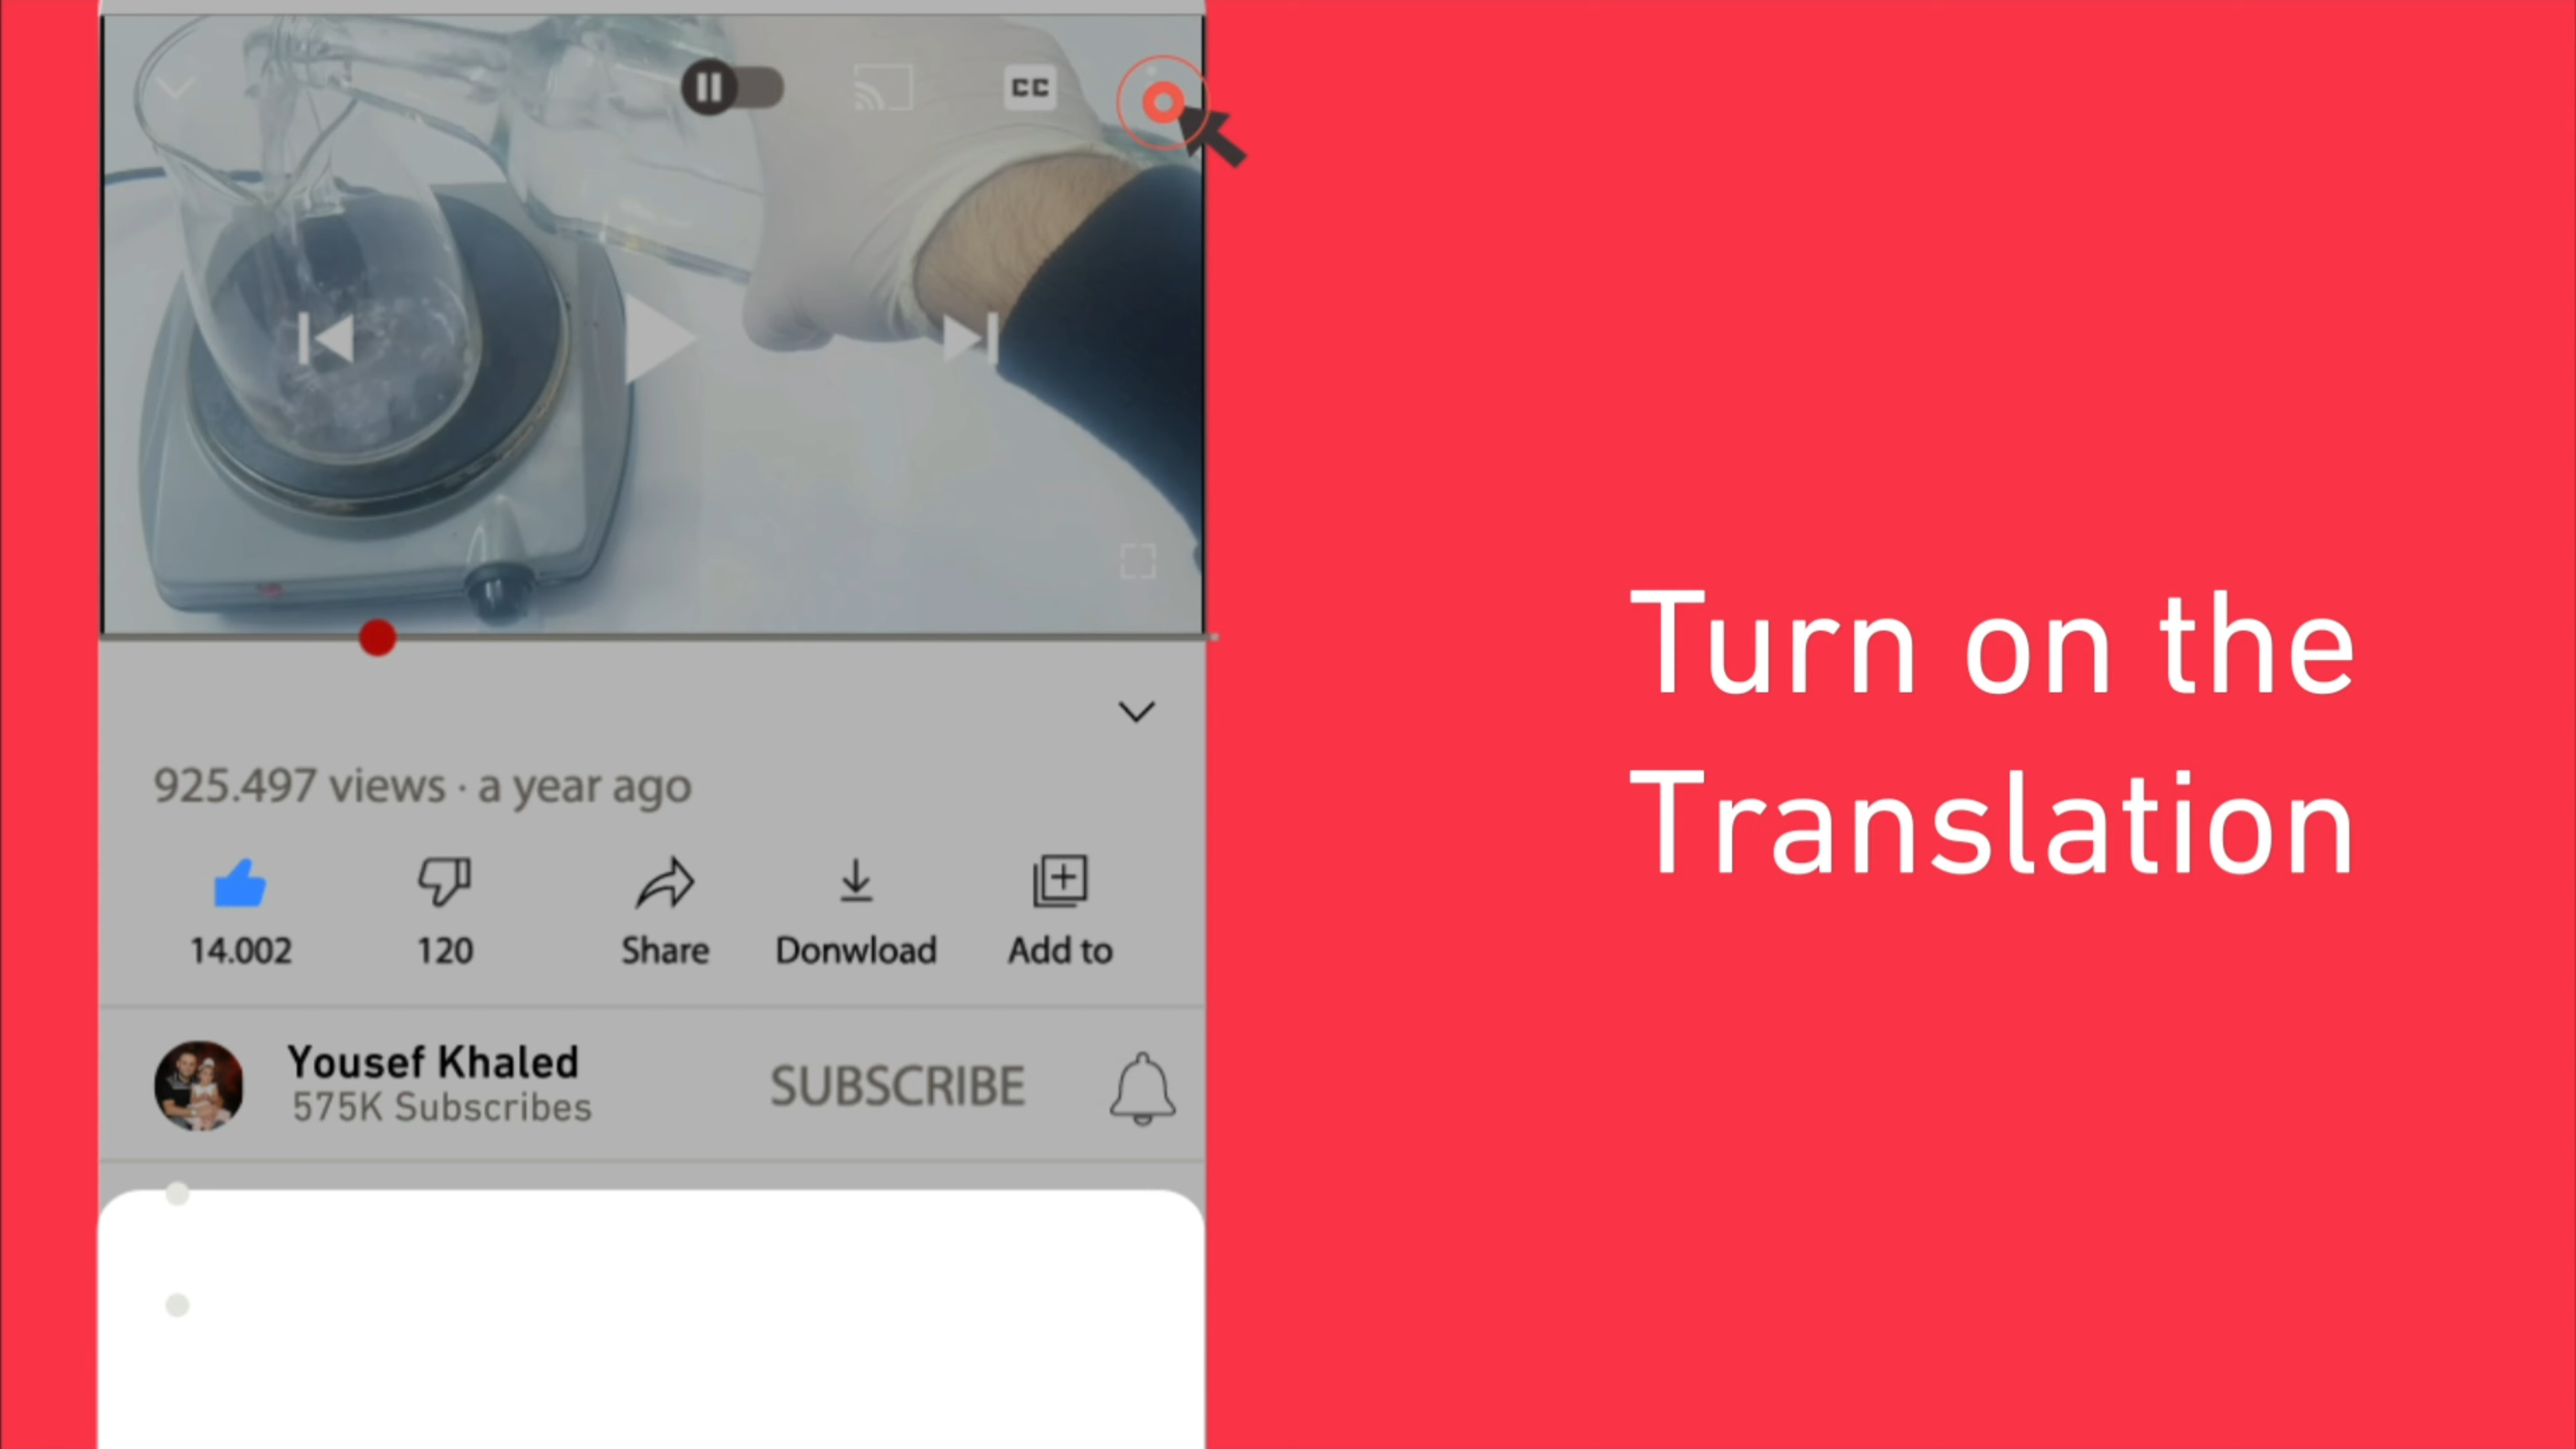 CC
925.497 views · a year ago
14.002
120
Share
Donwload
Add to
Yousef Khaled
575K Subscribes
SUBSCRIBE
Turn on the
Translation